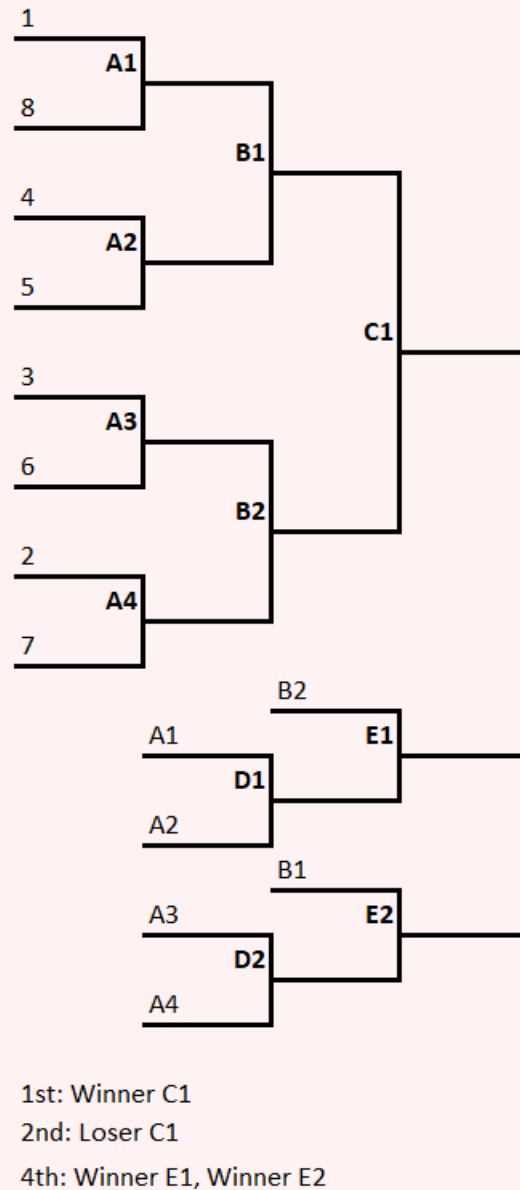 1
A1
8
B1
4
A2
5
C1
3
A3
6
B2
2
A4
7
B2
A1
E1
D1
A2
B1
A3
E2
D2
A4
1st: Winner C1
2nd: Loser C1
4th: Winner E1, Winner E2